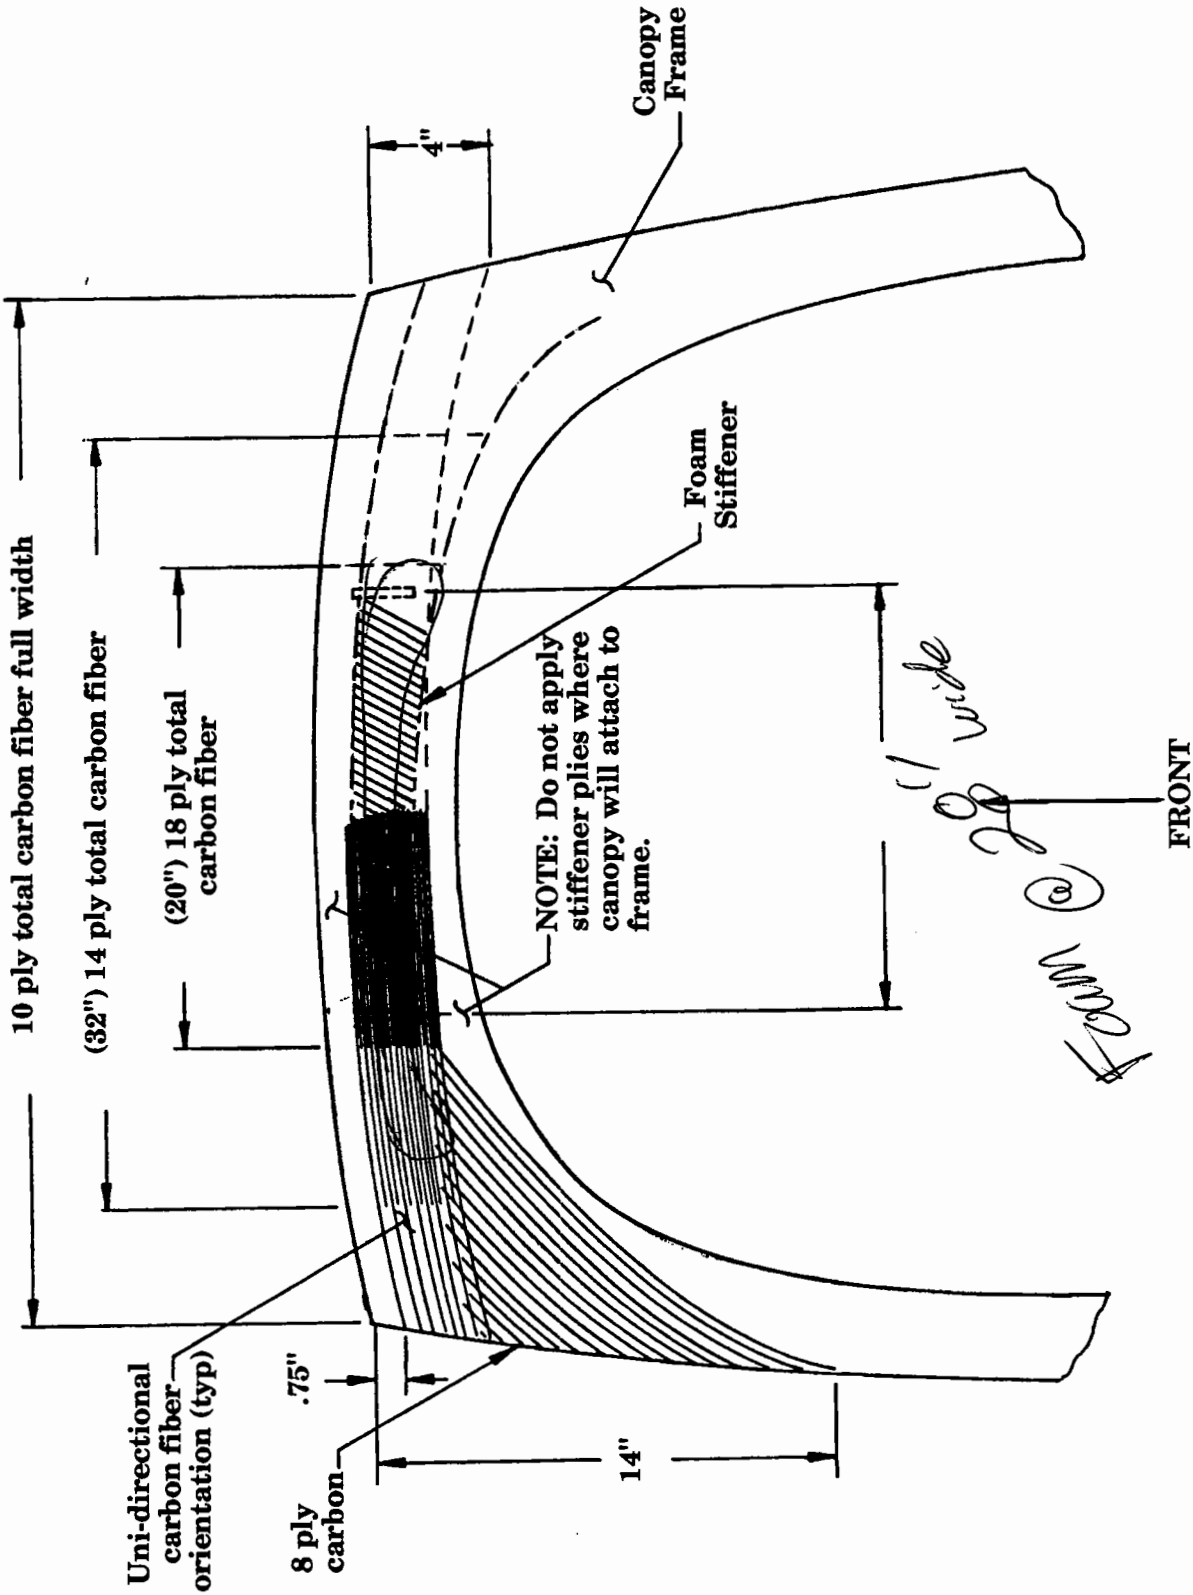 10 ply total carbon fiber full width
(32") 14 ply total carbon fiber
(20") 18 ply total
carbon fiber
Uni-directional
carbon fiber
orientation (typ)
.75"
8 ply
carbon
14"
4"
Canopy
Frame
Foam
Stiffener
NOTE: Do not apply
stiffener plies where
canopy will attach to
frame.
Foam @ 20" wide
FRONT